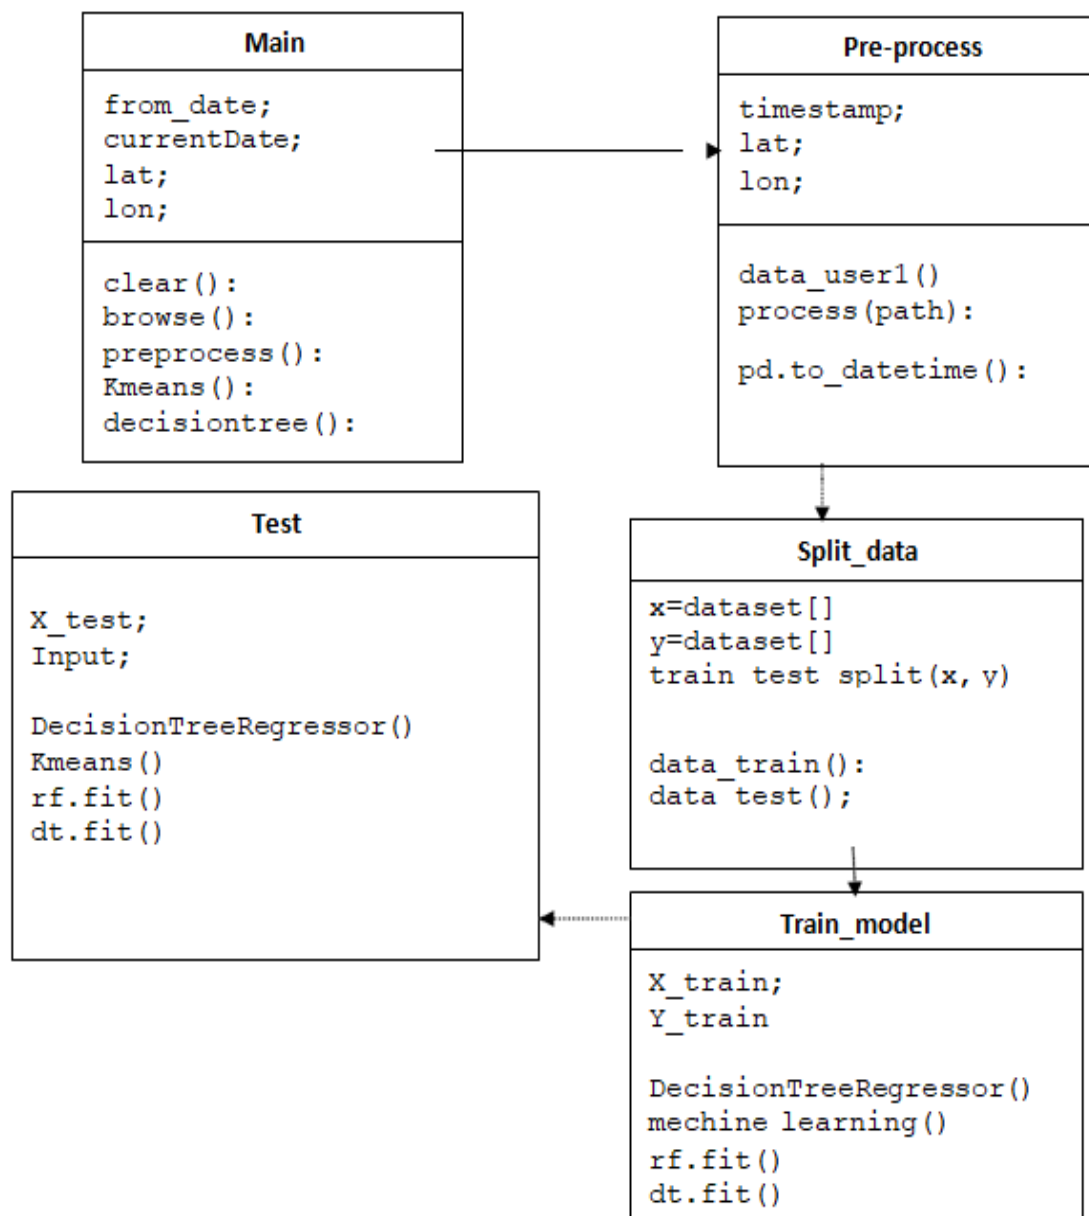 Main
from_date;
currentDate;
lat;
lon;
clear():
browse():
preprocess():
Kmeans():
decisiontree():
Pre-process
timestamp;
lat;
lon;
data_user1()
process(path):
pd.to_datetime():
Test
X_test;
Input;
DecisionTreeRegressor()
Kmeans()
rf.fit()
dt.fit()
Split_data
x=dataset[]
y=dataset[]
train test split(x, y)
data_train():
data test();
Train_model
X_train;
Y_train
DecisionTreeRegressor()
mechine learning()
rf.fit()
dt.fit()